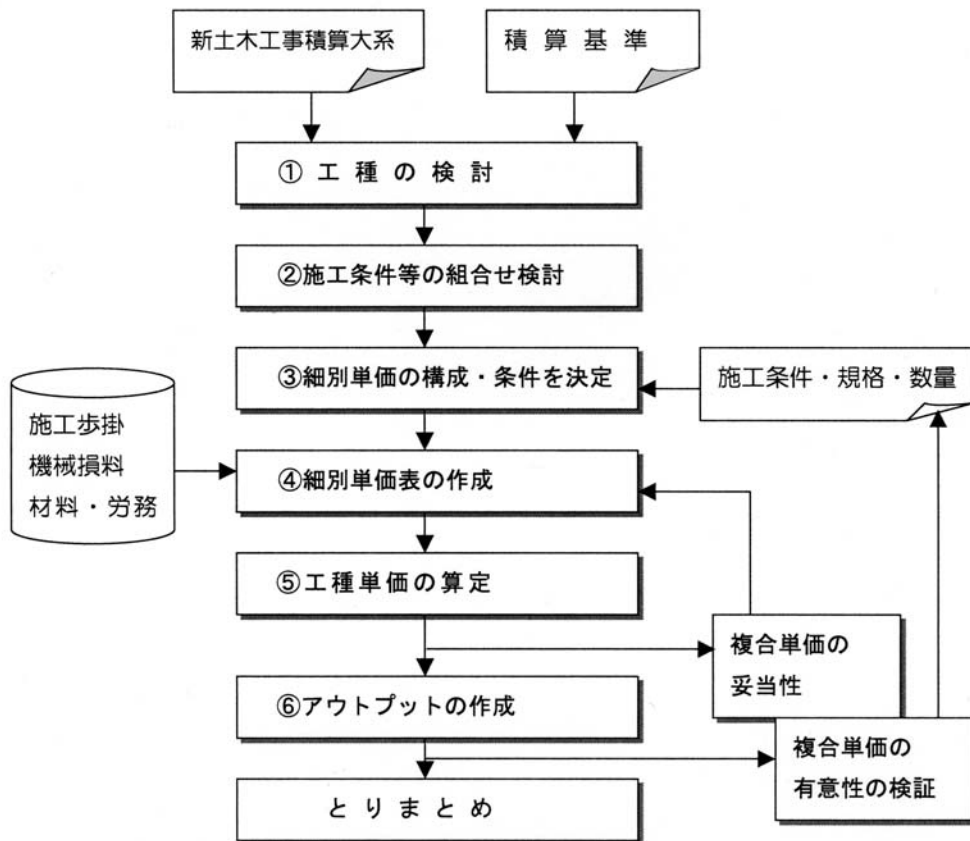 新土木工事積算大系
積算基準
①工種の検討
②施工条件等の組合せ検討
③細別単価の構成・条件を決定
施工条件・規格・数量
施工歩掛
機械損料
材料・労務
④細別単価表の作成
⑤工種単価の算定
複合単価の
妥当性
⑥アウトプットの作成
複合単価の
有意性の検証
とりまとめ